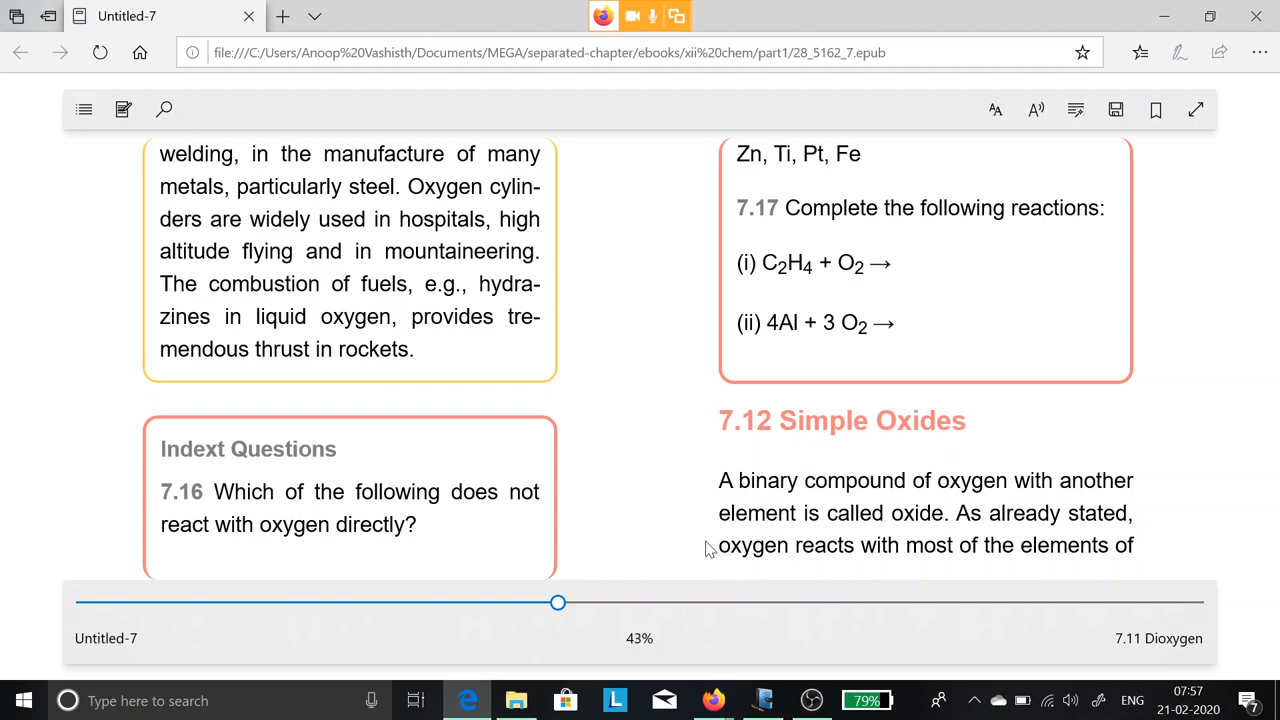 Untitled-7
file:///C:/Users/Anoop%20Vashisth/Documents/MEGA/separated-chapter/ebooks/xii%20chem/part1/28_5162_7.epub
welding, in the manufacture of many
metals, particularly steel. Oxygen cylin-
ders are widely used in hospitals, high
altitude flying and in mountaineering.
The combustion of fuels, e.g., hydra-
zines in liquid oxygen, provides tre-
mendous thrust in rockets.
Indext Questions
7.16 Which of the following does not
react with oxygen directly?
Zn, Ti, Pt, Fe
7.17 Complete the following reactions:
(i) C₂H₄ + O₂ →
(ii) 4Al + 3 O₂ →
7.12 Simple Oxides
A binary compound of oxygen with another
element is called oxide. As already stated,
oxygen reacts with most of the elements of
Untitled-7
43%
7.11 Dioxygen
Type here to search
L
79%
ENG
07:57
21-02-2020
7